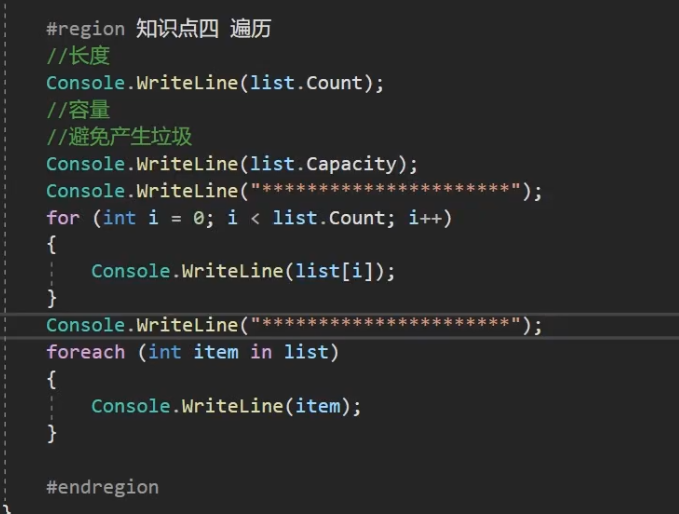 #region 知识点四 遍历
//长度
Console.WriteLine(list.Count);
//容量
//避免产生垃圾
Console.WriteLine(list.Capacity);
Console.WriteLine("**********************");
for (int i = 0; i < list.Count; i++)
{
Console.WriteLine(list[i]);
}
Console.WriteLine("**********************");
foreach (int item in list)
{
Console.WriteLine(item);
}
#endregion
}